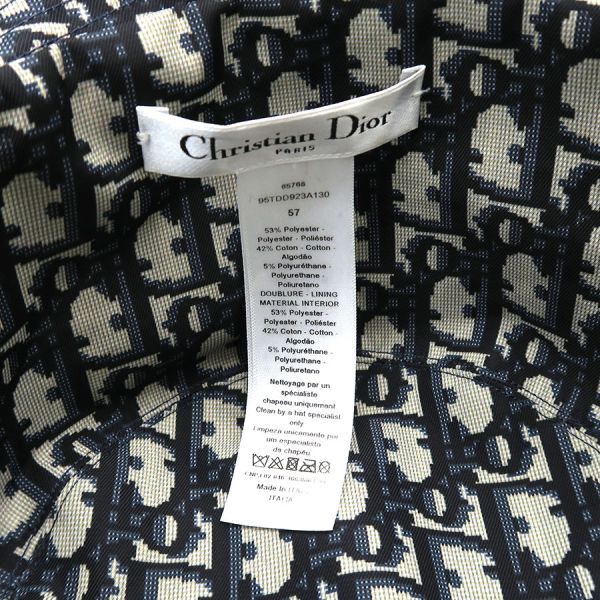 Christian Dior
PARIS
65768
95TDD923A130
57
53% Polyester -
Polyester - Poliéster
42% Coton - Cotton -
Algodão
5% Polyuréthane -
Polyurethane -
Poliuretano
DOUBLURE - LINING
MATERIAL INTERIOR
53% Polyester -
Polyester - Poliéster
42% Coton - Cotton -
Algodão
5% Polyuréthane -
Polyurethane -
Poliuretano
Nettoyage par un
spécialiste
chapeau uniquement
Clean by a hat specialist
only
Limpeza unicamente por
um especialista
de chapéu
Made in ITALY
ITALIA